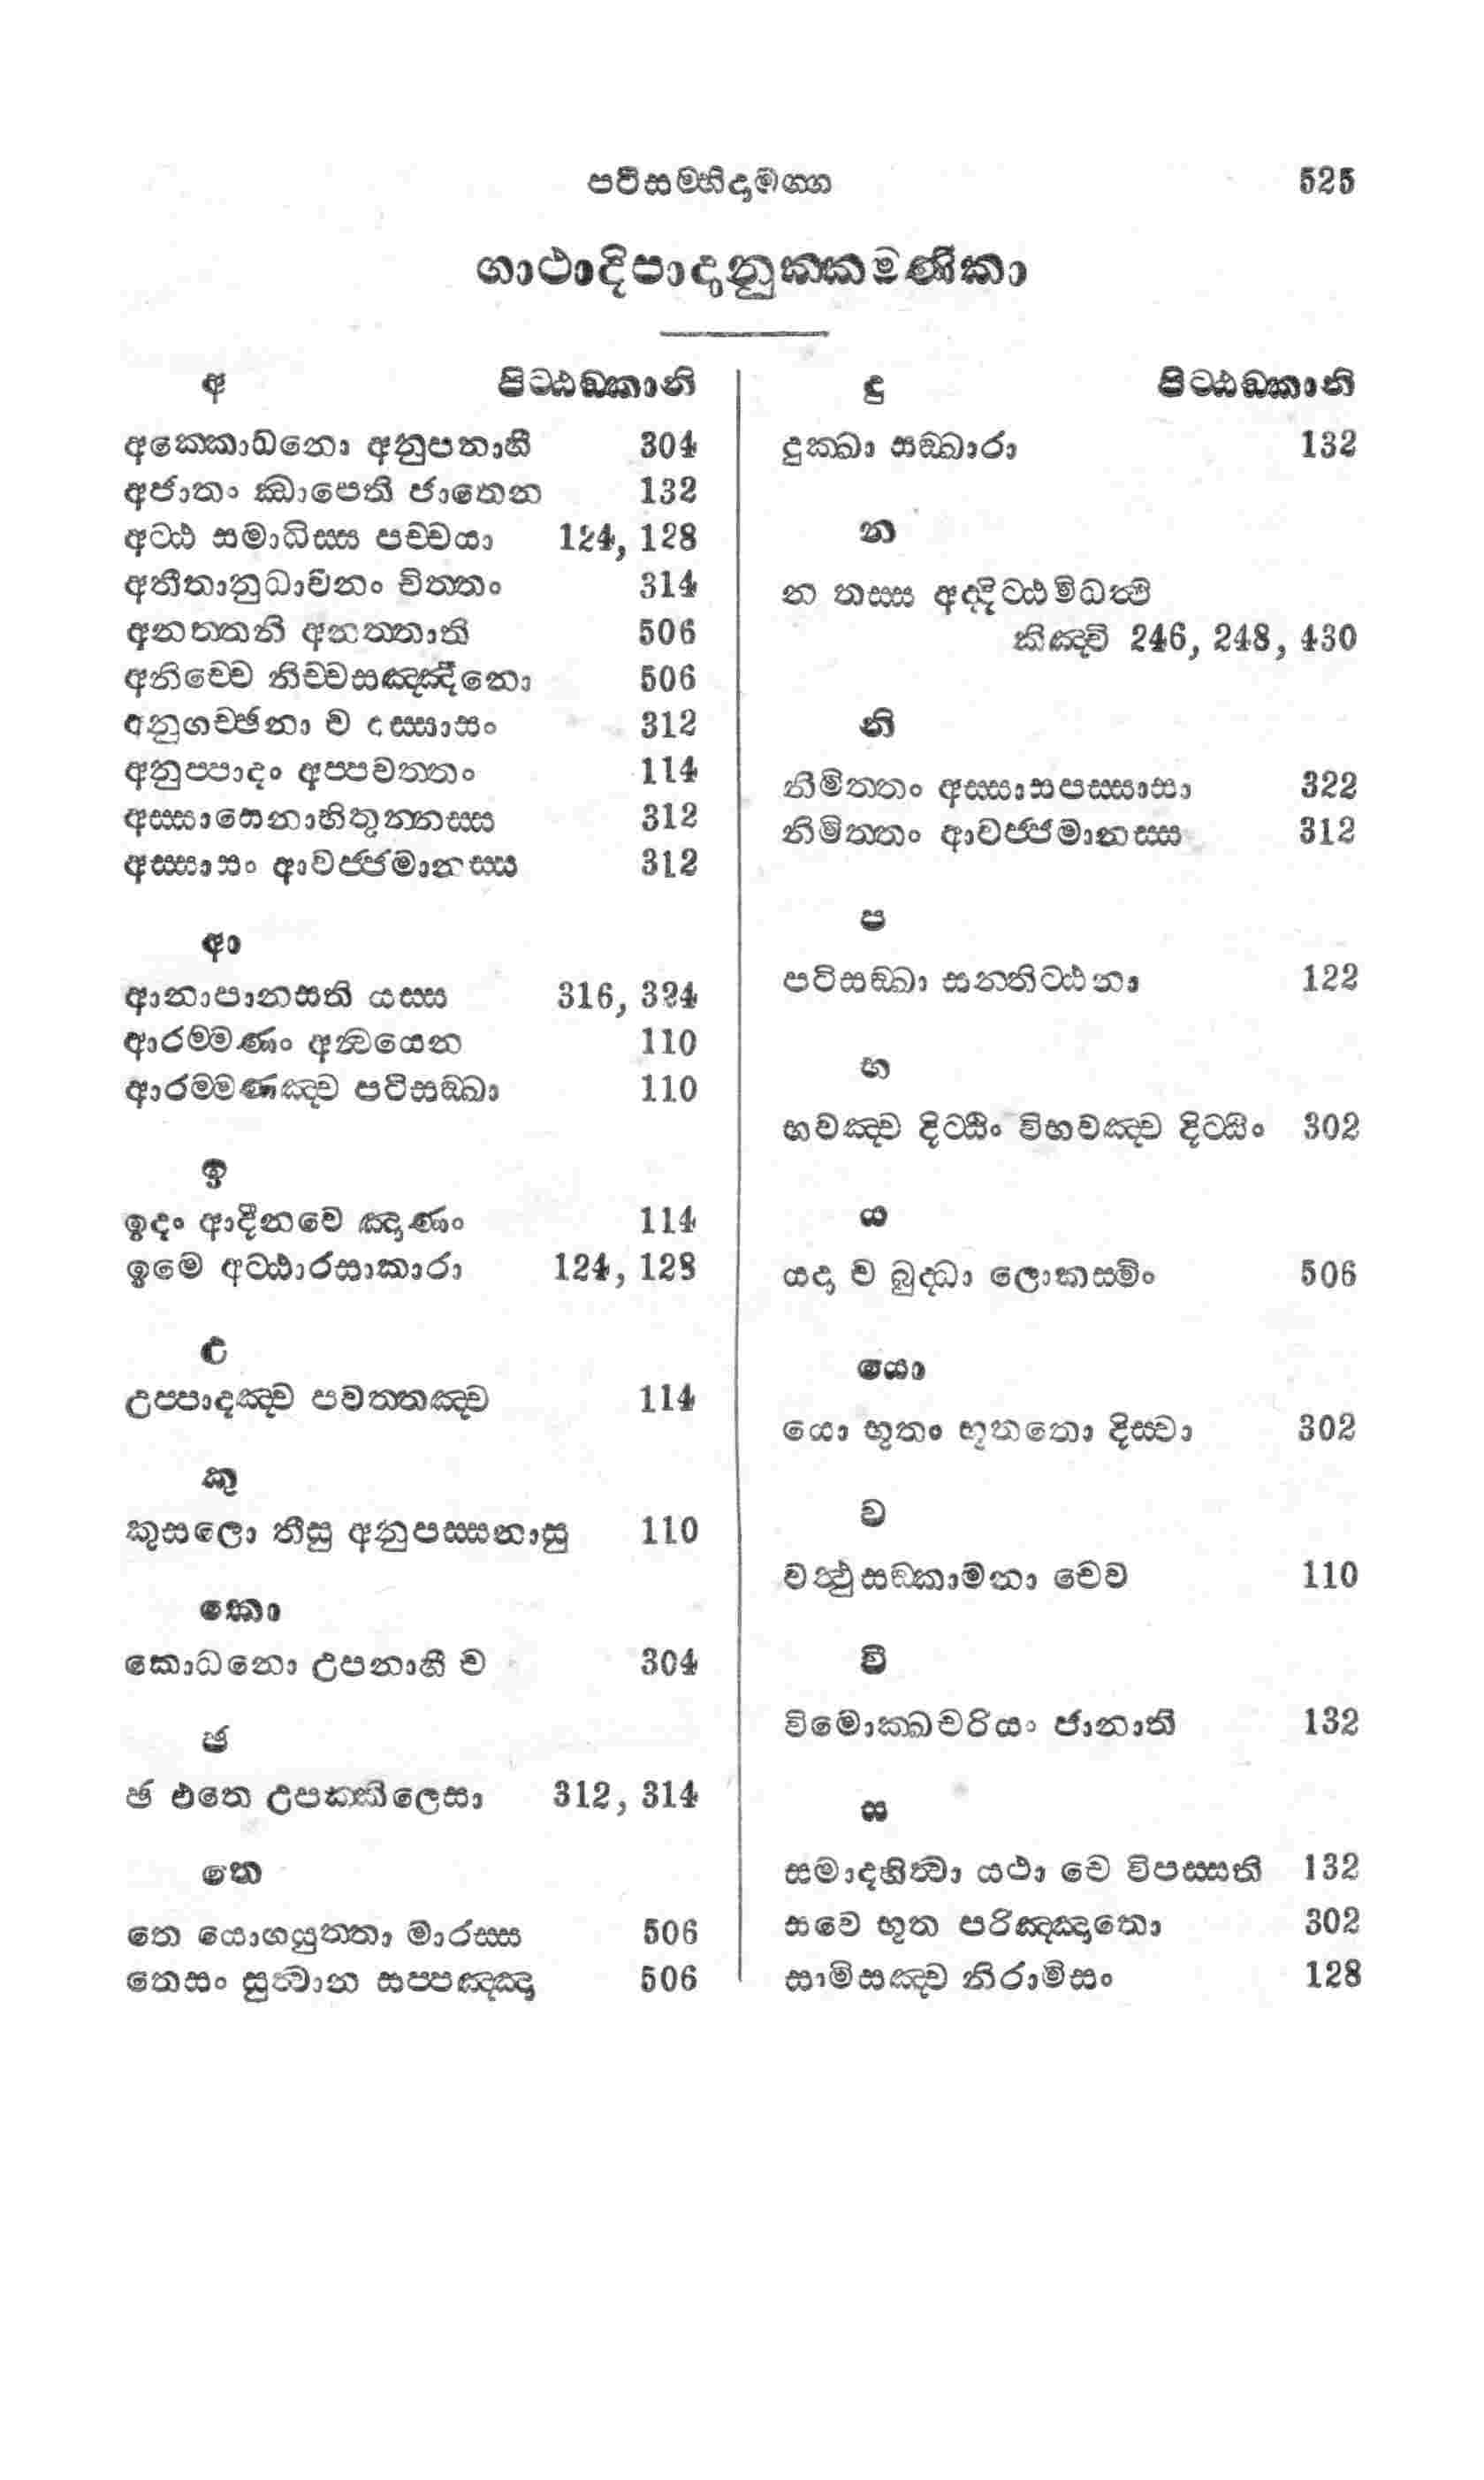 පටිසම්භිදාමග්ග 525
ගාථාදිපාදානුක්කමණිකා
අ පිට්ඨඞ්කානි
අක්කොධනො අනුපනාහී 304
අජාතං ඣාපෙති ජාතෙන 132
අට්ඨ සමාධිස්ස පච්චයා 124, 128
අතීතානුධාවනං චිත්තං 314
අනත්තනි අනත්තාති 506
අනිච්චෙ නිච්චසඤ්ඤිනො 506
අනුගච්ඡනා ච දස්සාසං 312
අනුප්පාදං අප්පවත්තං 114
අස්සාසෙනාභිතුන්නස්ස 312
අස්සාසං ආවජ්ජමානස්ස 312
ආ
ආනාපානසති යස්ස 316, 324
ආරම්මණං අන්වයෙන 110
ආරම්මණඤ්ච පටිසඞ්ඛා 110
ඉ
ඉදං ආදීනවෙ ඤාණං 114
ඉමෙ අට්ඨාරසාකාරා 124, 128
උ
උප්පාදඤ්ච පවත්තඤ්ච 114
කු
කුසලො තීසු අනුපස්සනාසු 110
කො
කොධනො උපනාහී ච 304
ඡ
ඡ එතෙ උපක්කිලෙසා 312, 314
තෙ
තෙ යොගයුත්තා මාරස්ස 506
තෙසං සුත්වාන සප්පඤ්ඤා 506
දු පිට්ඨඞ්කානි
දුක්ඛා සඞ්ඛාරා 132
න
න තස්ස අද්දිට්ඨමිධත්ථි
කිඤ්චි 246, 248, 430
නි
නිමිත්තං අස්සාසපස්සාසා 322
නිමිත්තං ආවජ්ජමානස්ස 312
ප
පටිසඞ්ඛා සන්තිට්ඨනා 122
භ
භවඤ්ච දිට්ඨිං විභවඤ්ච දිට්ඨිං 302
ය
යදා ච බුද්ධා ලොකස්මිං 506
යො
යො භූතං භූතතො දිස්වා 302
ව
වත්ථුසඞ්කාමනා චෙව 110
වි
විමොක්ඛචරියං ජානාති 132
ස
සමාදහිත්වා යථා චෙ විපස්සති 132
සවෙ භූත පරිඤ්ඤාතො 302
සාමිසඤ්ච නිරාමිසං 128